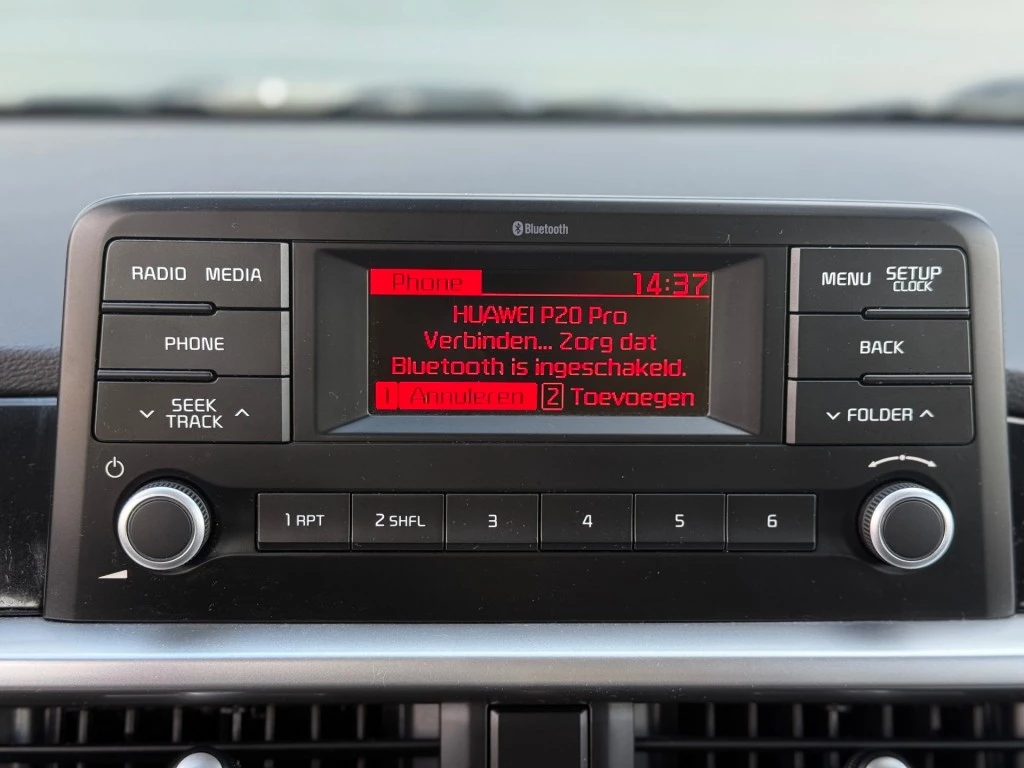 Bluetooth
RADIO MEDIA
PHONE
SEEK
TRACK
Phone 14:37
HUAWEI P20 Pro
Verbinden... Zorg dat
Bluetooth is ingeschakeld.
1 Annuleren 2 Toevoegen
MENU SETUP
CLOCK
BACK
FOLDER
1 RPT 2 SHFL 3 4 5 6